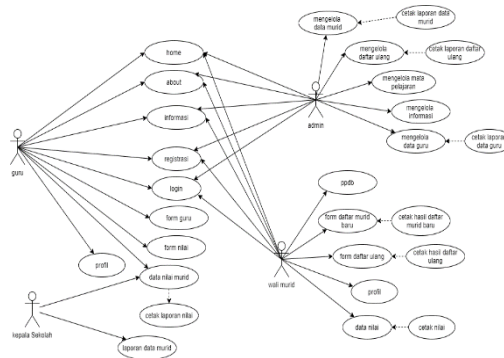 cetak laporan data
murid
mengelola
data murid
home
mengelola
daftar ulang
cetak laporan daftar
ulang
about
mengelola mata
pelajaran
informasi
admin
mengelola
informasi
guru
registrasi
mengelola
data guru
cetak laporan
data guru
login
ppdb
form guru
form daftar murid
baru
cetak hasil daftar
murid baru
form nilai
wali murid
form daftar ulang
cetak hasil daftar
ulang
profil
data nilai murid
profil
cetak laporan nilai
data nilai
cetak nilai
kepala Sekolah
laporan data murid